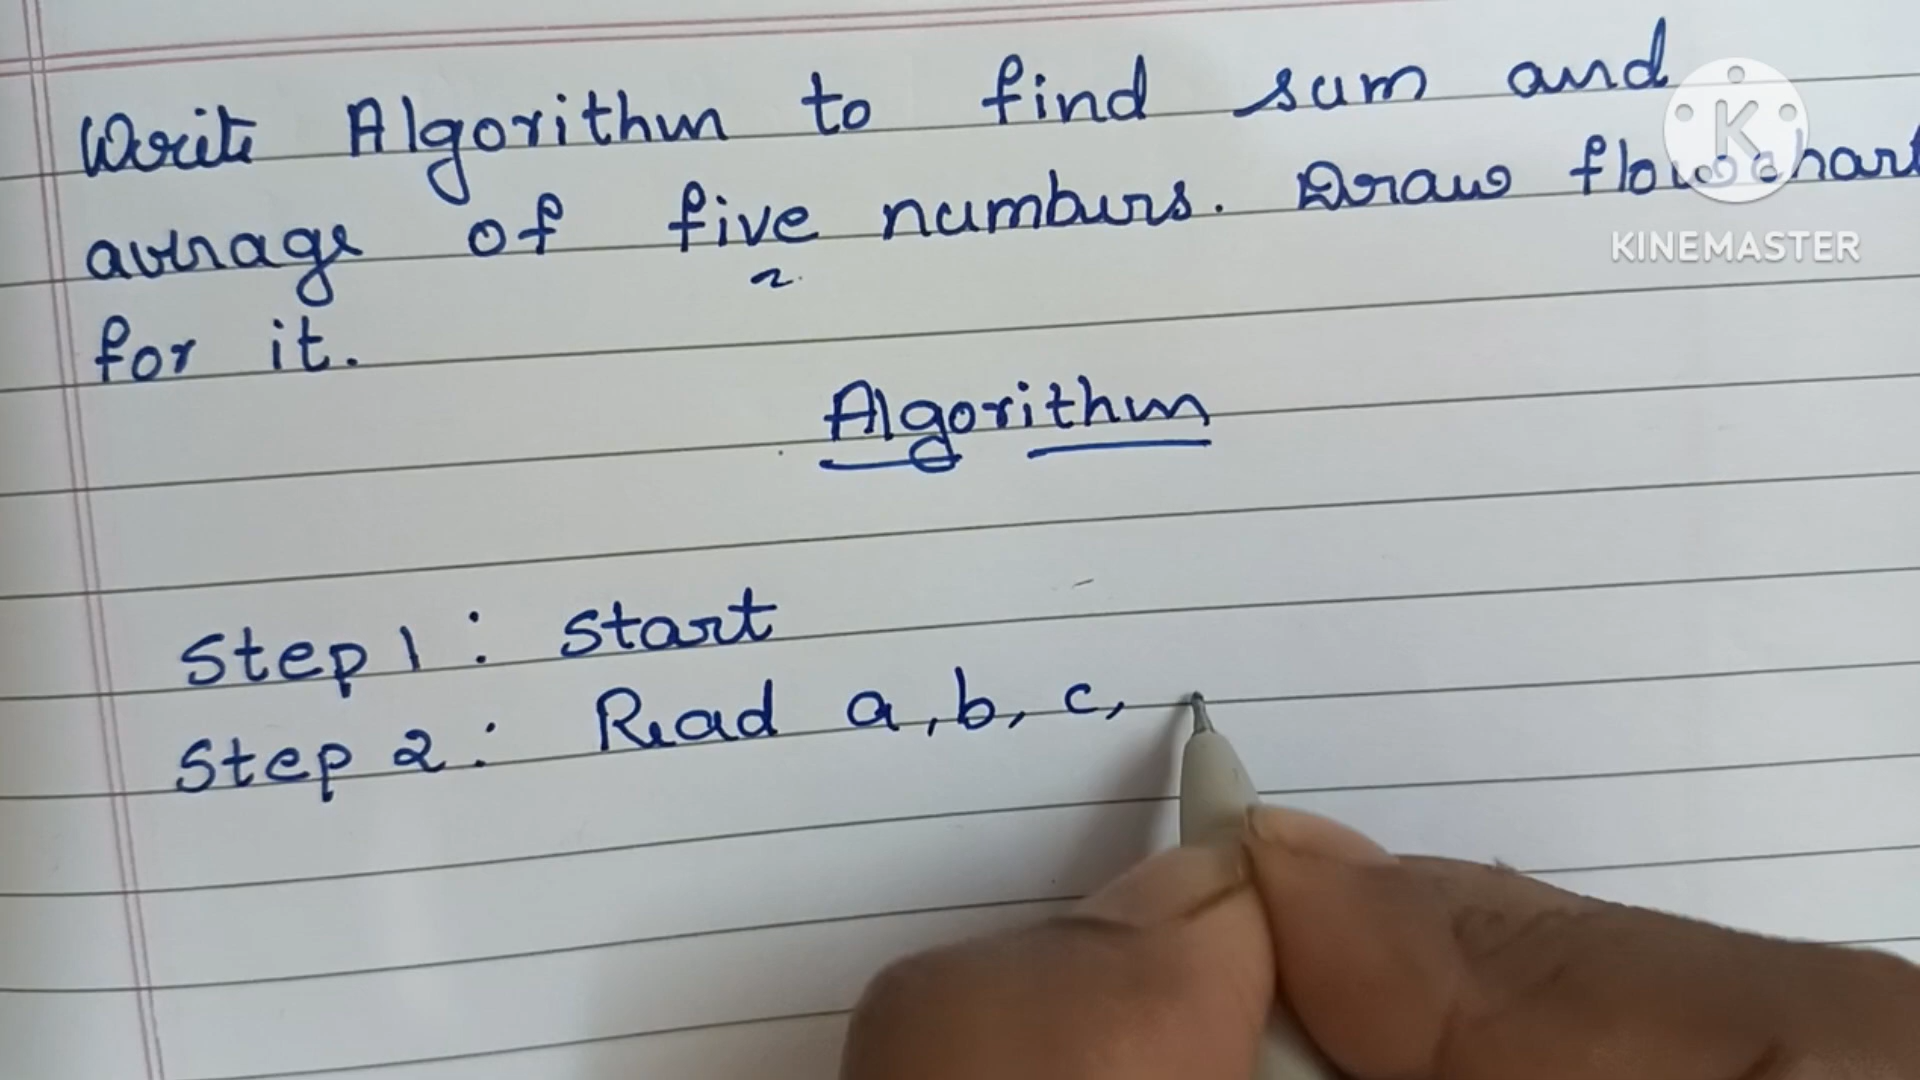 Write Algorithm to find sum and
average of five numbers. Draw flowchart
for it.
Algorithm
Step 1 : Start
Step 2 : Read a, b, c,
K
KINEMASTER